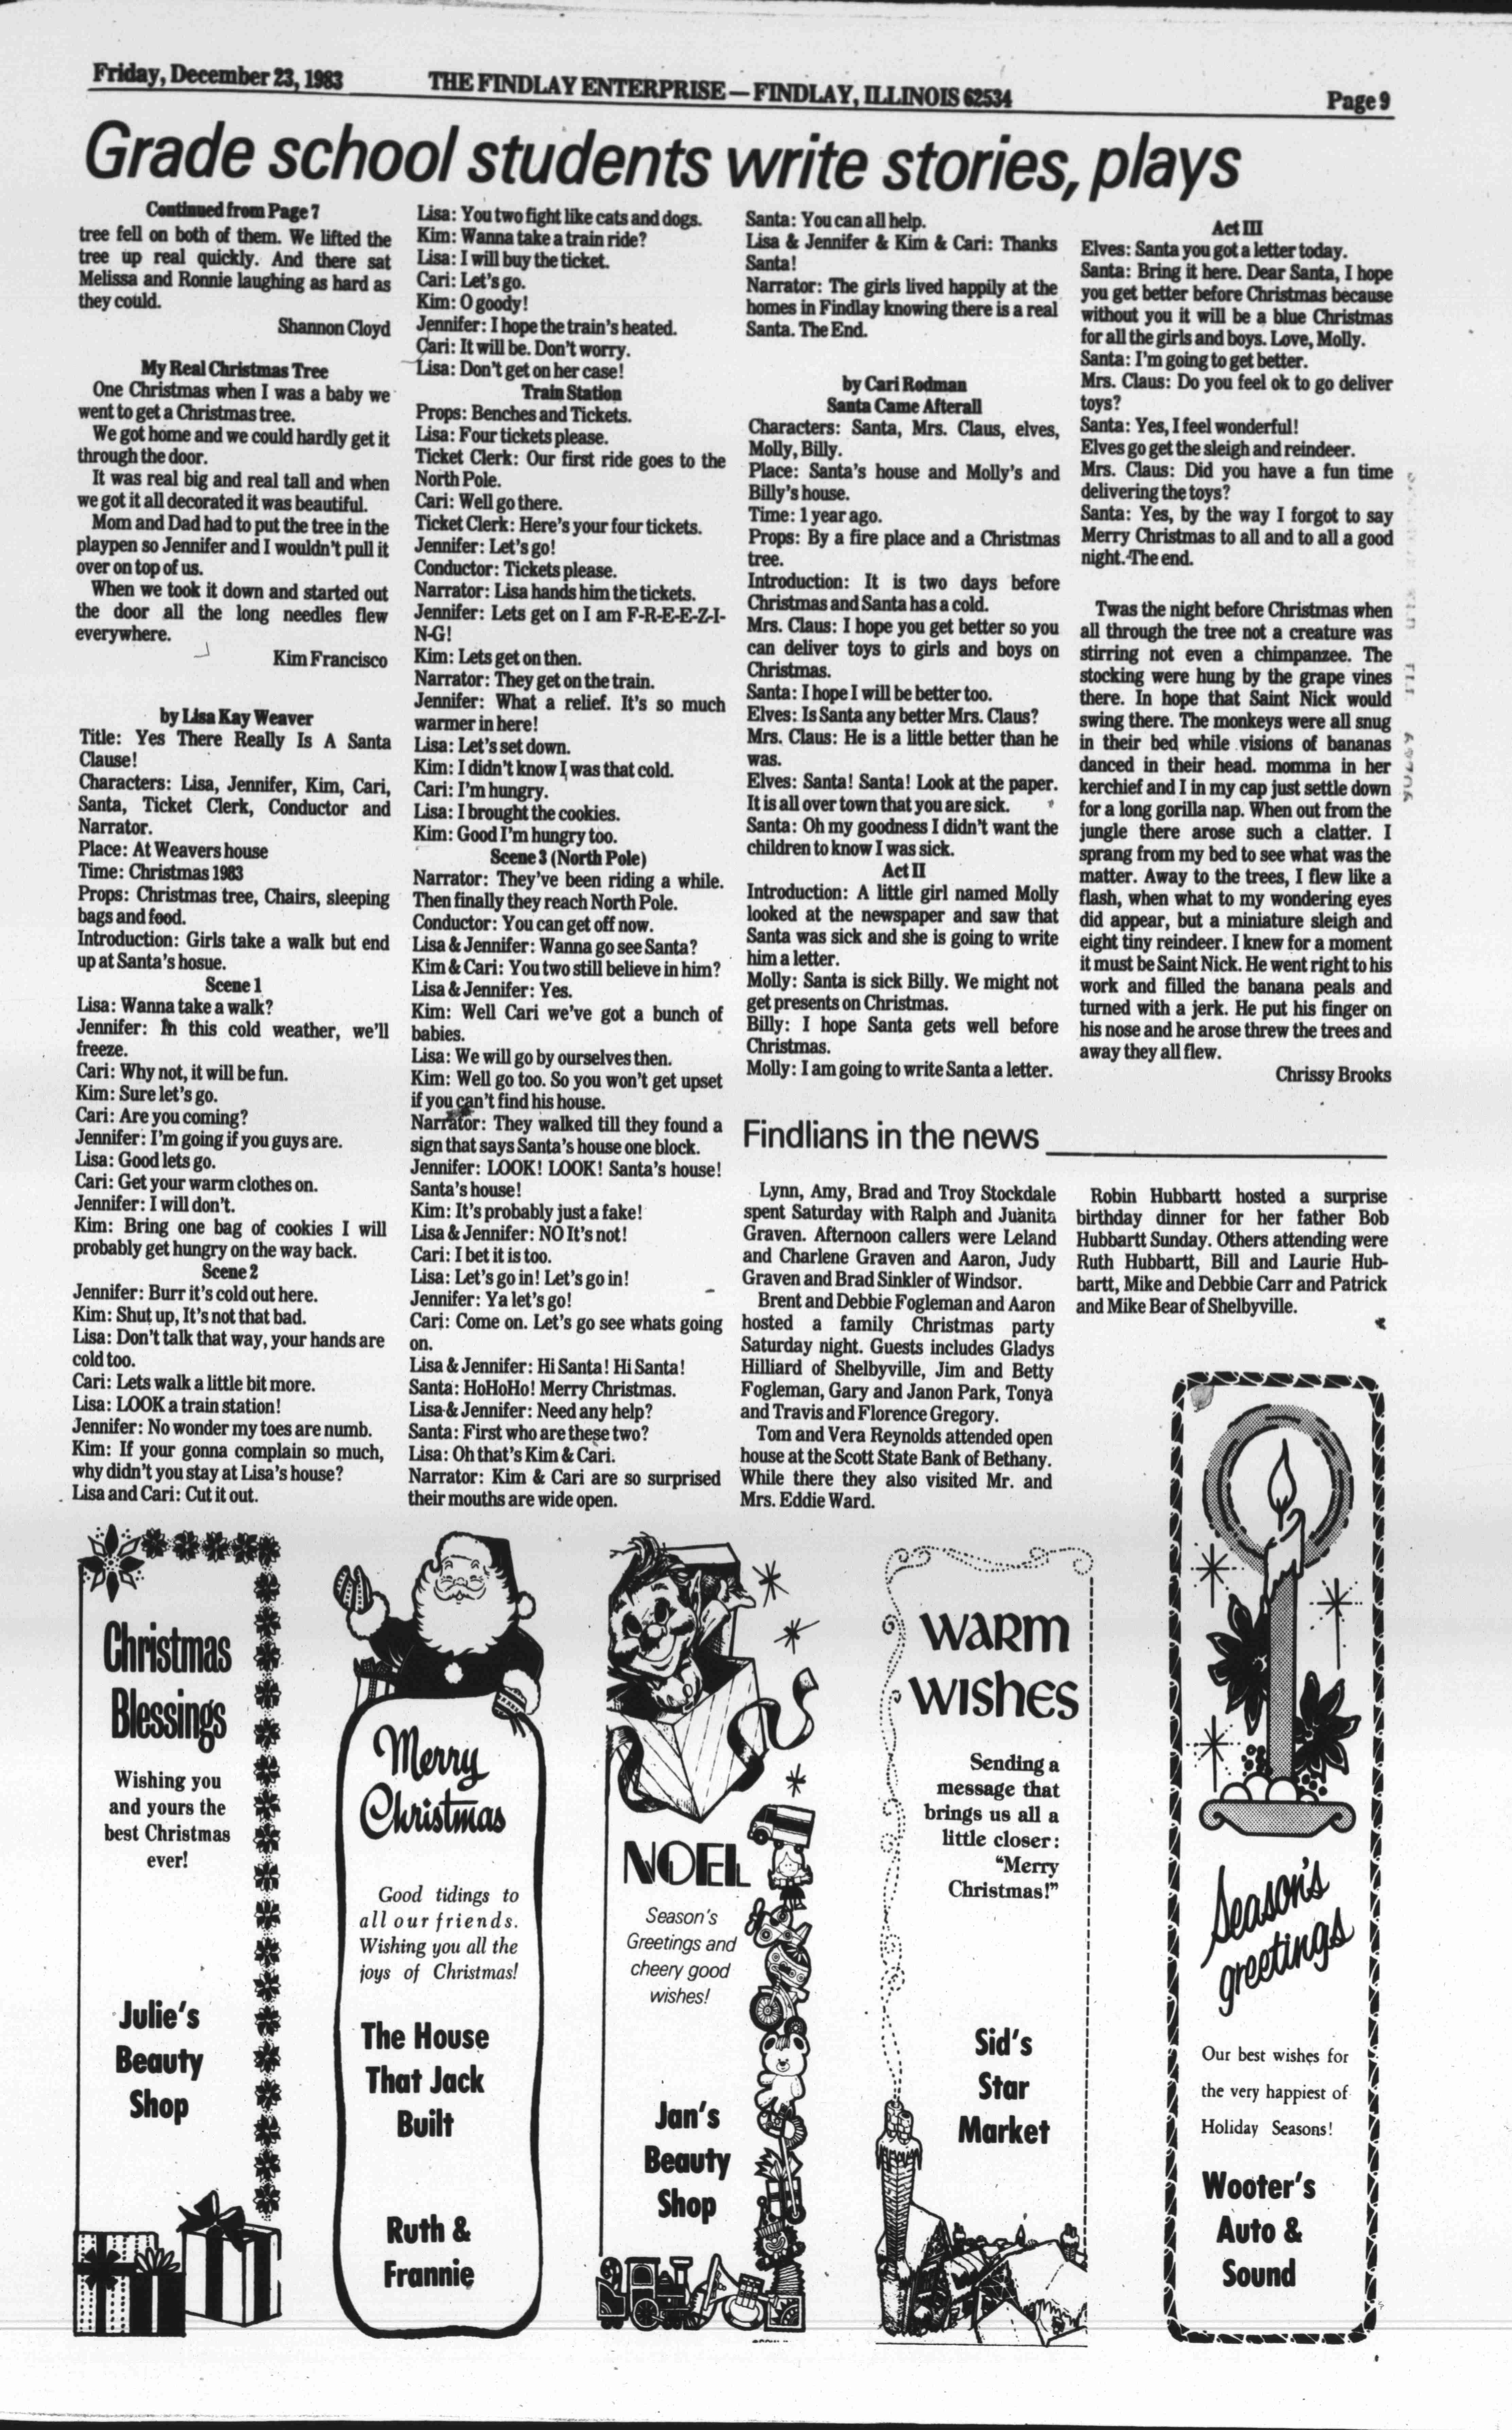 Friday, December 23, 1983
THE FINDLAY ENTERPRISE — FINDLAY, ILLINOIS 62534
Page 9
Grade school students write stories, plays
Continued from Page 7
tree fell on both of them. We lifted the
tree up real quickly. And there sat
Melissa and Ronnie laughing as hard as
they could.
Shannon Cloyd
My Real Christmas Tree
One Christmas when I was a baby we
went to get a Christmas tree.
We got home and we could hardly get it
through the door.
It was real big and real tall and when
we got it all decorated it was beautiful.
Mom and Dad had to put the tree in the
playpen so Jennifer and I wouldn't pull it
over on top of us.
When we took it down and started out
the door all the long needles flew
everywhere.
Kim Francisco
by Lisa Kay Weaver
Title: Yes There Really Is A Santa
Clause!
Characters: Lisa, Jennifer, Kim, Cari,
Santa, Ticket Clerk, Conductor and
Narrator.
Place: At Weavers house
Time: Christmas 1983
Props: Christmas tree, Chairs, sleeping
bags and food.
Introduction: Girls take a walk but end
up at Santa's hosue.
Scene 1
Lisa: Wanna take a walk?
Jennifer: In this cold weather, we'll
freeze.
Cari: Why not, it will be fun.
Kim: Sure let's go.
Cari: Are you coming?
Jennifer: I'm going if you guys are.
Lisa: Good lets go.
Cari: Get your warm clothes on.
Jennifer: I will don't.
Kim: Bring one bag of cookies I will
probably get hungry on the way back.
Scene 2
Jennifer: Burr it's cold out here.
Kim: Shut up, It's not that bad.
Lisa: Don't talk that way, your hands are
cold too.
Cari: Lets walk a little bit more.
Lisa: LOOK a train station!
Jennifer: No wonder my toes are numb.
Kim: If your gonna complain so much,
why didn't you stay at Lisa's house?
Lisa and Cari: Cut it out.
Lisa: You two fight like cats and dogs.
Kim: Wanna take a train ride?
Lisa: I will buy the ticket.
Cari: Let's go.
Kim: O goody!
Jennifer: I hope the train's heated.
Cari: It will be. Don't worry.
Lisa: Don't get on her case!
Train Station
Props: Benches and Tickets.
Lisa: Four tickets please.
Ticket Clerk: Our first ride goes to the
North Pole.
Cari: Well go there.
Ticket Clerk: Here's your four tickets.
Jennifer: Let's go!
Conductor: Tickets please.
Narrator: Lisa hands him the tickets.
Jennifer: Lets get on I am F-R-E-E-Z-I-
N-G!
Kim: Lets get on then.
Narrator: They get on the train.
Jennifer: What a relief. It's so much
warmer in here!
Lisa: Let's set down.
Kim: I didn't know I was that cold.
Cari: I'm hungry.
Lisa: I brought the cookies.
Kim: Good I'm hungry too.
Scene 3 (North Pole)
Narrator: They've been riding a while.
Then finally they reach North Pole.
Conductor: You can get off now.
Lisa & Jennifer: Wanna go see Santa?
Kim & Cari: You two still believe in him?
Lisa & Jennifer: Yes.
Kim: Well Cari we've got a bunch of
babies.
Lisa: We will go by ourselves then.
Kim: Well go too. So you won't get upset
if you can't find his house.
Narrator: They walked till they found a
sign that says Santa's house one block.
Jennifer: LOOK! LOOK! Santa's house!
Santa's house!
Kim: It's probably just a fake!
Lisa & Jennifer: NO It's not!
Cari: I bet it is too.
Lisa: Let's go in! Let's go in!
Jennifer: Ya let's go!
Cari: Come on. Let's go see whats going
on.
Lisa & Jennifer: Hi Santa! Hi Santa!
Santa: HoHoHo! Merry Christmas.
Lisa & Jennifer: Need any help?
Santa: First who are these two?
Lisa: Oh that's Kim & Cari.
Narrator: Kim & Cari are so surprised
their mouths are wide open.
Santa: You can all help.
Lisa & Jennifer & Kim & Cari: Thanks
Santa!
Narrator: The girls lived happily at the
homes in Findlay knowing there is a real
Santa. The End.
by Cari Rodman
Santa Came Afterall
Characters: Santa, Mrs. Claus, elves,
Molly, Billy.
Place: Santa's house and Molly's and
Billy's house.
Time: 1 year ago.
Props: By a fire place and a Christmas
tree.
Introduction: It is two days before
Christmas and Santa has a cold.
Mrs. Claus: I hope you get better so you
can deliver toys to girls and boys on
Christmas.
Santa: I hope I will be better too.
Elves: Is Santa any better Mrs. Claus?
Mrs. Claus: He is a little better than he
was.
Elves: Santa! Santa! Look at the paper.
It is all over town that you are sick.
Santa: Oh my goodness I didn't want the
children to know I was sick.
Act II
Introduction: A little girl named Molly
looked at the newspaper and saw that
Santa was sick and she is going to write
him a letter.
Molly: Santa is sick Billy. We might not
get presents on Christmas.
Billy: I hope Santa gets well before
Christmas.
Molly: I am going to write Santa a letter.
Act III
Elves: Santa you got a letter today.
Santa: Bring it here. Dear Santa, I hope
you get better before Christmas because
without you it will be a blue Christmas
for all the girls and boys. Love, Molly.
Santa: I'm going to get better.
Mrs. Claus: Do you feel ok to go deliver
toys?
Santa: Yes, I feel wonderful!
Elves go get the sleigh and reindeer.
Mrs. Claus: Did you have a fun time
delivering the toys?
Santa: Yes, by the way I forgot to say
Merry Christmas to all and to all a good
night. The end.
Twas the night before Christmas when
all through the tree not a creature was
stirring not even a chimpanzee. The
stocking were hung by the grape vines
there. In hope that Saint Nick would
swing there. The monkeys were all snug
in their bed while visions of bananas
danced in their head. momma in her
kerchief and I in my cap just settle down
for a long gorilla nap. When out from the
jungle there arose such a clatter. I
sprang from my bed to see what was the
matter. Away to the trees, I flew like a
flash, when what to my wondering eyes
did appear, but a miniature sleigh and
eight tiny reindeer. I knew for a moment
it must be Saint Nick. He went right to his
work and filled the banana peals and
turned with a jerk. He put his finger on
his nose and he arose threw the trees and
away they all flew.
Chrissy Brooks
Findlians in the news
Lynn, Amy, Brad and Troy Stockdale
spent Saturday with Ralph and Juanita
Graven. Afternoon callers were Leland
and Charlene Graven and Aaron, Judy
Graven and Brad Sinkler of Windsor.
Brent and Debbie Fogleman and Aaron
hosted a family Christmas party
Saturday night. Guests includes Gladys
Hilliard of Shelbyville, Jim and Betty
Fogleman, Gary and Janon Park, Tonya
and Travis and Florence Gregory.
Tom and Vera Reynolds attended open
house at the Scott State Bank of Bethany.
While there they also visited Mr. and
Mrs. Eddie Ward.
Robin Hubbartt hosted a surprise
birthday dinner for her father Bob
Hubbartt Sunday. Others attending were
Ruth Hubbartt, Bill and Laurie Hub-
bartt, Mike and Debbie Carr and Patrick
and Mike Bear of Shelbyville.
Christmas
Blessings
Wishing you
and yours the
best Christmas
ever!
Julie's
Beauty
Shop
Merry
Christmas
Good tidings to
all our friends.
Wishing you all the
joys of Christmas!
The House
That Jack
Built
Ruth &
Frannie
NOEL
Season's
Greetings and
cheery good
wishes!
Jan's
Beauty
Shop
WARM
WISHES
Sending a
message that
brings us all a
little closer:
"Merry
Christmas!"
Sid's
Star
Market
Season's
greetings
Our best wishes for
the very happiest of
Holiday Seasons!
Wooter's
Auto &
Sound